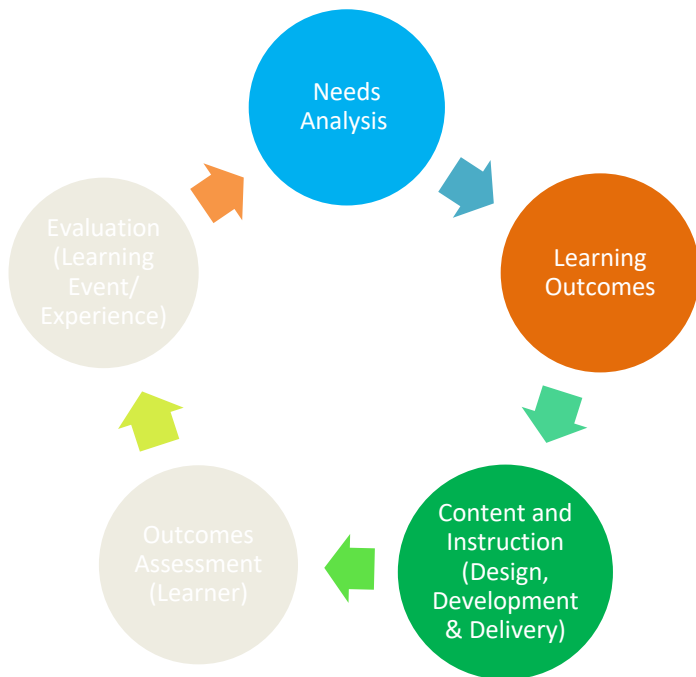 Needs
Analysis
Learning
Outcomes
Content and
Instruction
(Design,
Development
& Delivery)
Outcomes
Assessment
(Learner)
Evaluation
(Learning
Event/
Experience)